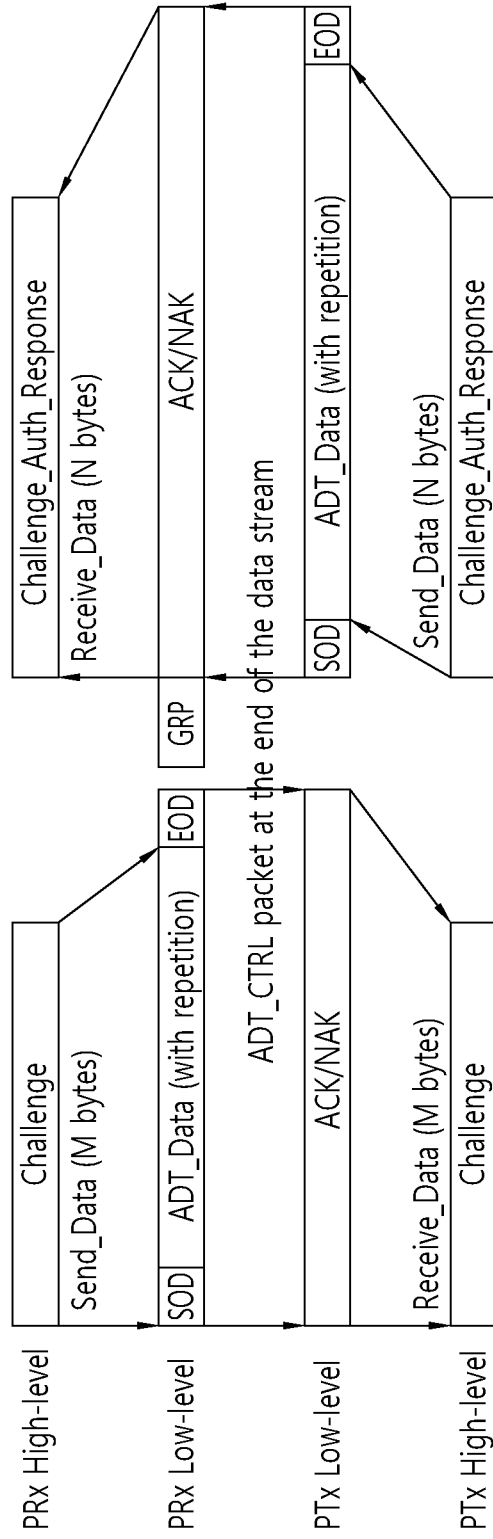 PRx High-level
Challenge
Challenge_Auth_Response
Send_Data (M bytes)
Receive_Data (N bytes)
PRx Low-level
SOD
ADT_Data (with repetition)
EOD
GRP
ACK/NAK
ADT_CTRL packet at the end of the data stream
PTx Low-level
ACK/NAK
SOD
ADT_Data (with repetition)
EOD
Receive_Data (M bytes)
Send_Data (N bytes)
PTx High-level
Challenge
Challenge_Auth_Response